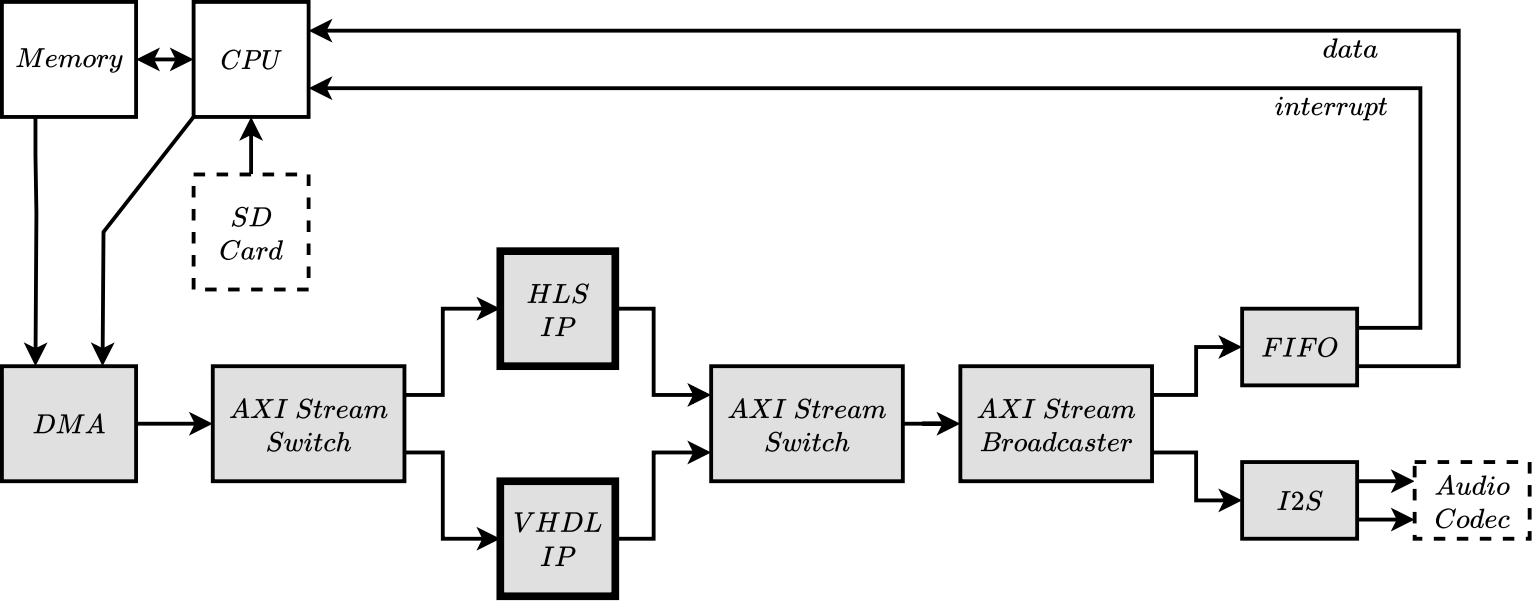 Memory
CPU
data
interrupt
SD
Card
HLS
IP
FIFO
DMA
AXI Stream
Switch
AXI Stream
Switch
AXI Stream
Broadcaster
VHDL
IP
I2S
Audio
Codec